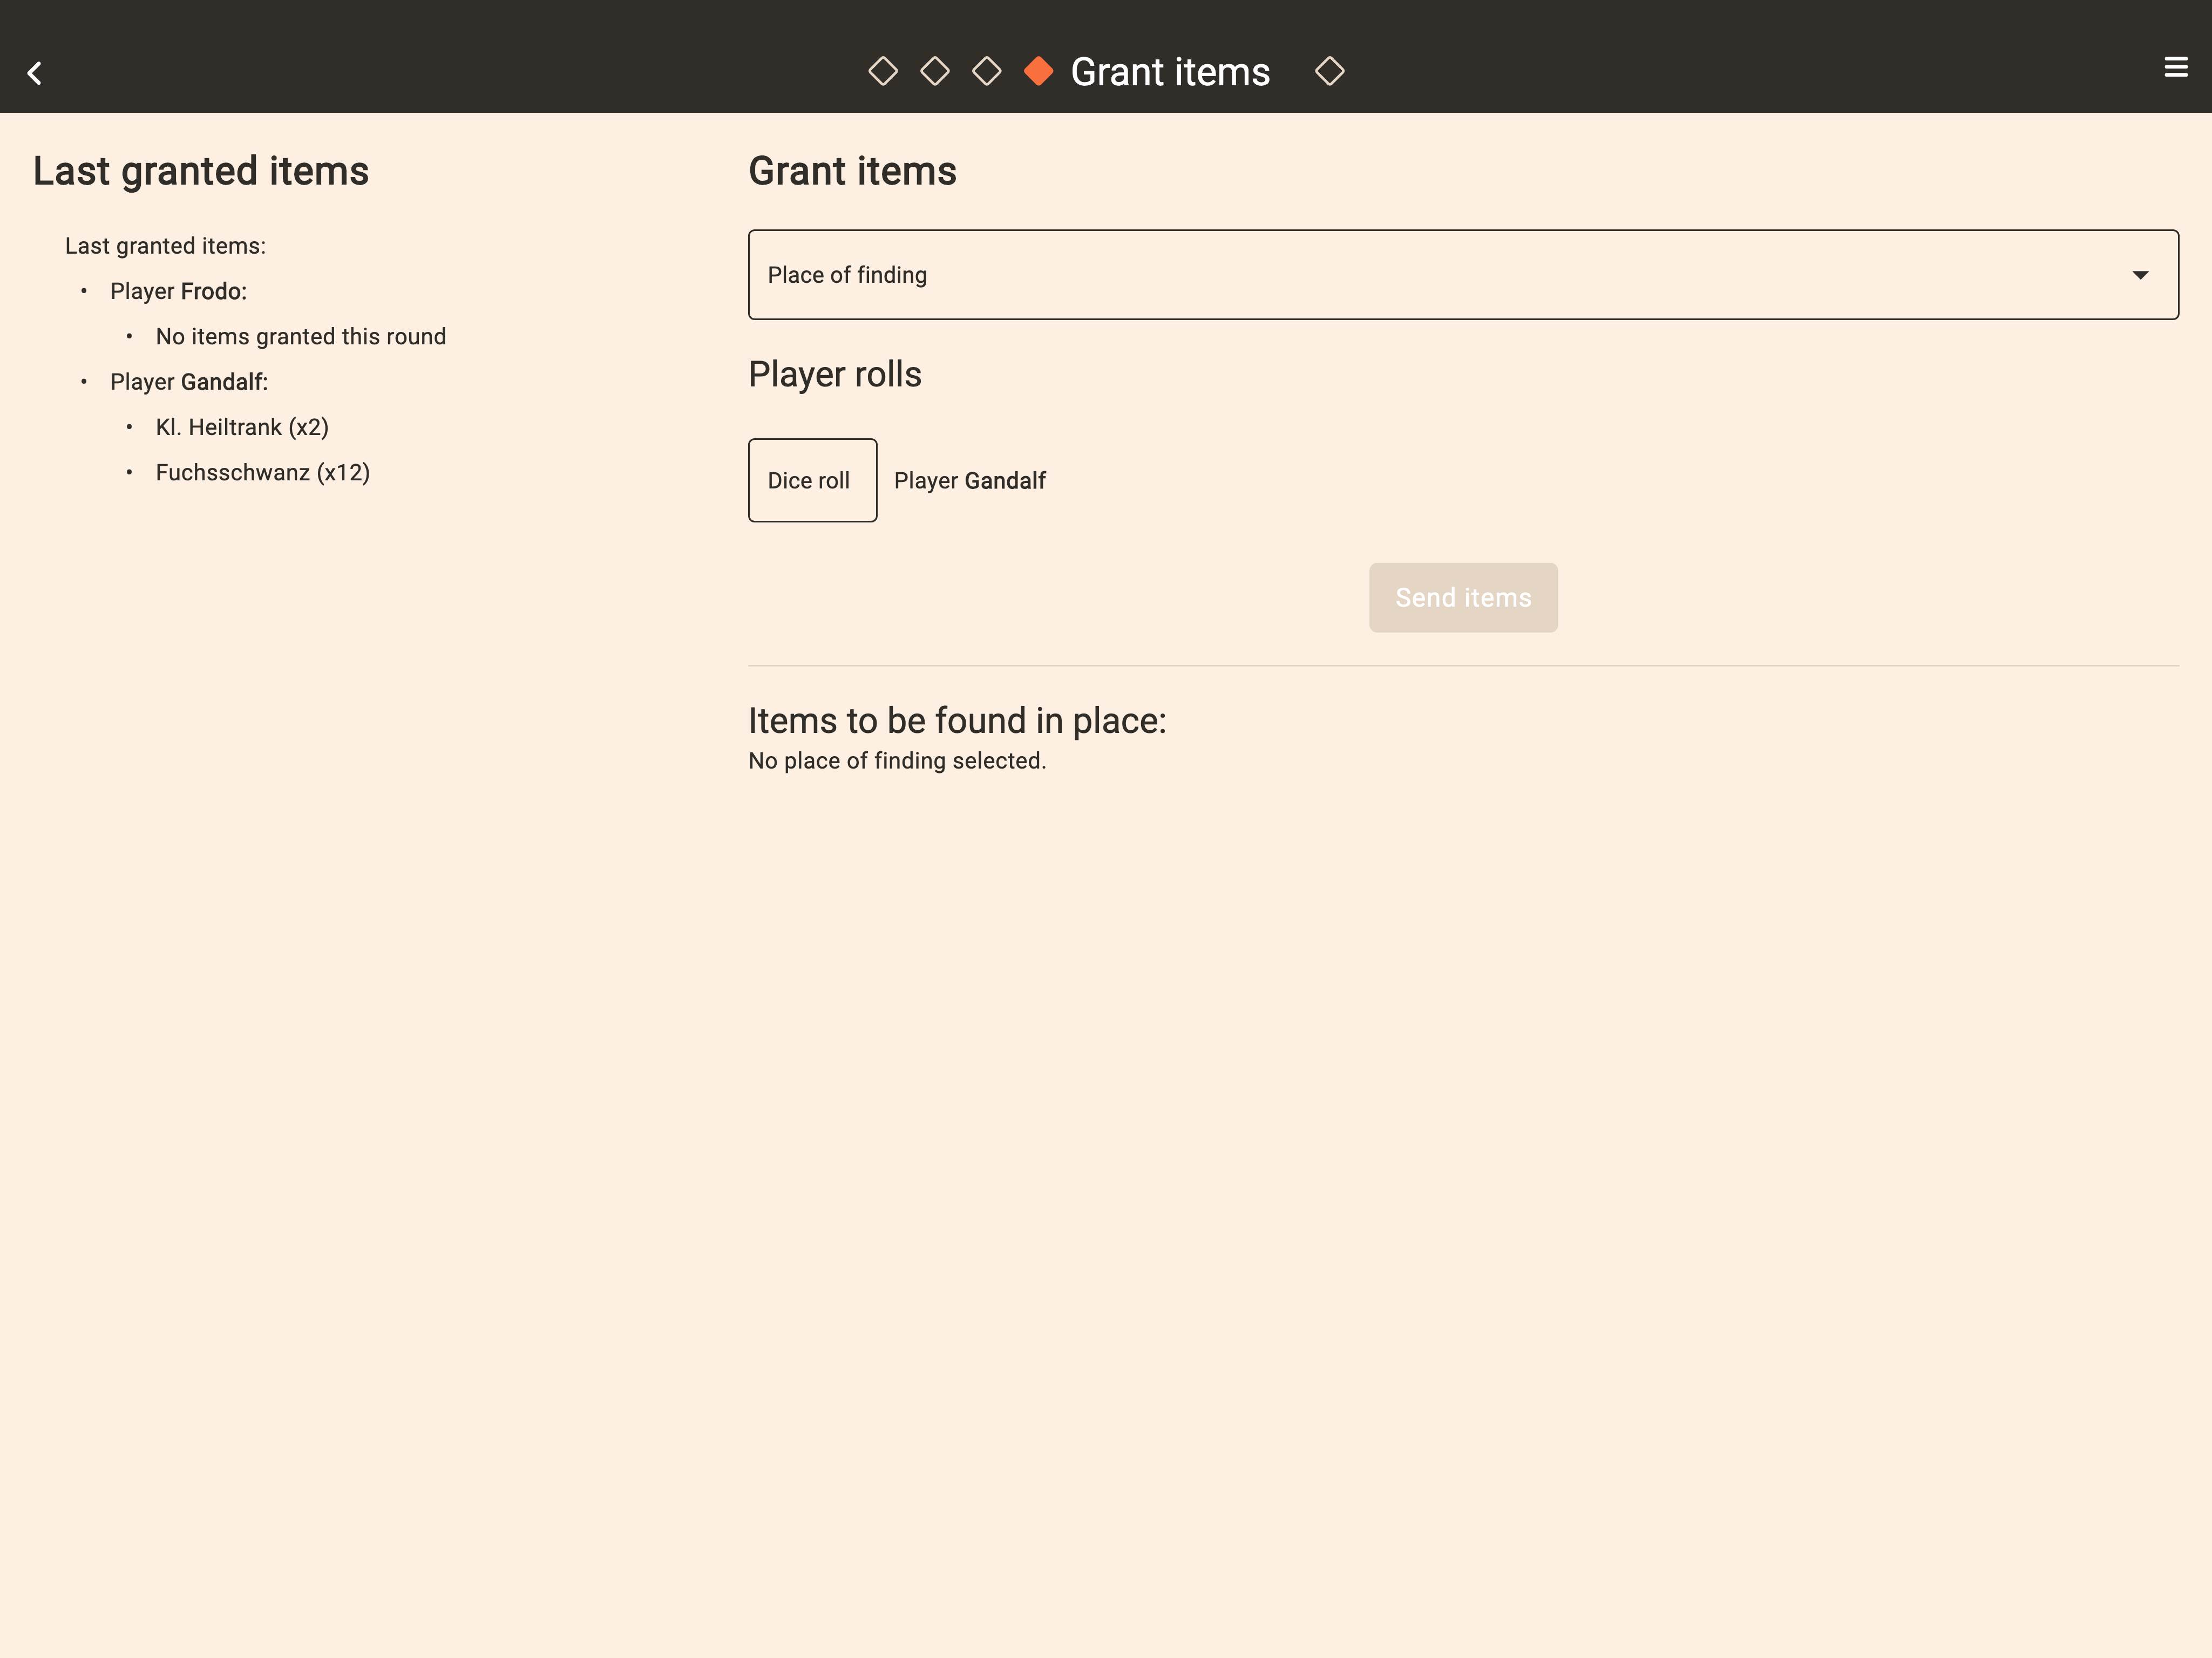 Grant items
Last granted items
Last granted items:
• Player Frodo:
• No items granted this round
• Player Gandalf:
• Kl. Heiltrank (x2)
• Fuchsschwanz (x12)
Grant items
Place of finding
Player rolls
Dice roll
Player Gandalf
Send items
Items to be found in place:
No place of finding selected.